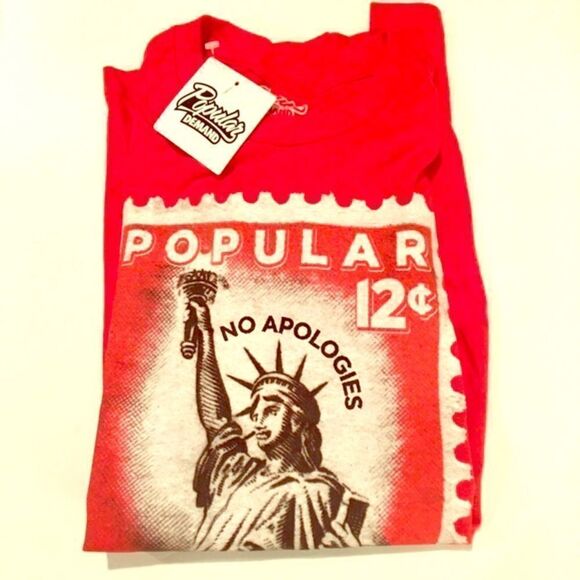 Popular
DEMAND
POPULAR
12¢
NO APOLOGIES